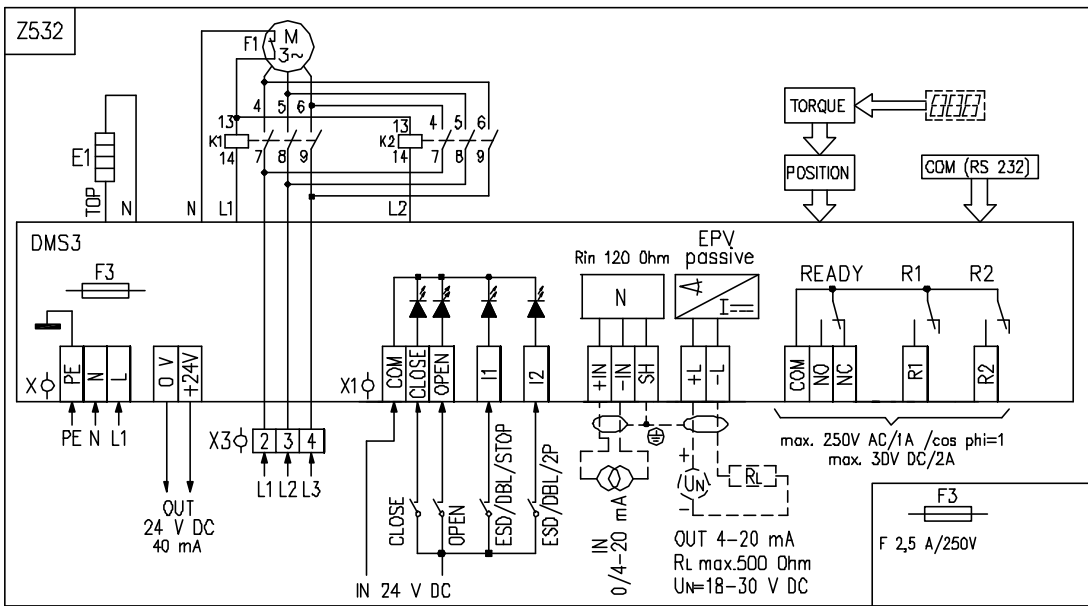 Z532
F1
M
3~
4 5 6
13
K1
14
7 8 9
13
K2
14
4 5 6
7 8 9
E1
TOP
N
N
L1
L2
TORQUE
POSITION
COM (RS 232)
DMS3
F3
Rin 120 Ohm
N
EPV
passive
I
READY R1 R2
X
PE
N
L
0 V
+24V
X1
COM
CLOSE
OPEN
I1
I2
+IN
-IN
SH
+L
-L
COM
NO
NC
R1
R2
PE N L1
X3
2 3 4
L1 L2 L3
OUT
24 V DC
40 mA
CLOSE
OPEN
ESD/DBL/STOP
ESD/DBL/2P
IN 24 V DC
IN
0/4-20 mA
+
UN
-
RL
OUT 4-20 mA
RL max.500 Ohm
UN=18-30 V DC
max. 250V AC/1A /cos phi=1
max. 30V DC/2A
F3
F 2,5 A/250V